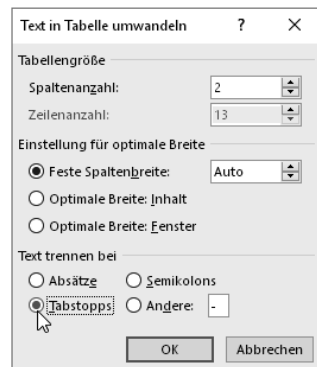 Text in Tabelle umwandeln ? ×
Tabellengröße
Spaltenanzahl: 2
Zeilenanzahl: 13
Einstellung für optimale Breite
Feste Spaltenbreite: Auto
Optimale Breite: Inhalt
Optimale Breite: Fenster
Text trennen bei
Absätze Semikolons
Tabstopps Andere: -
OK Abbrechen